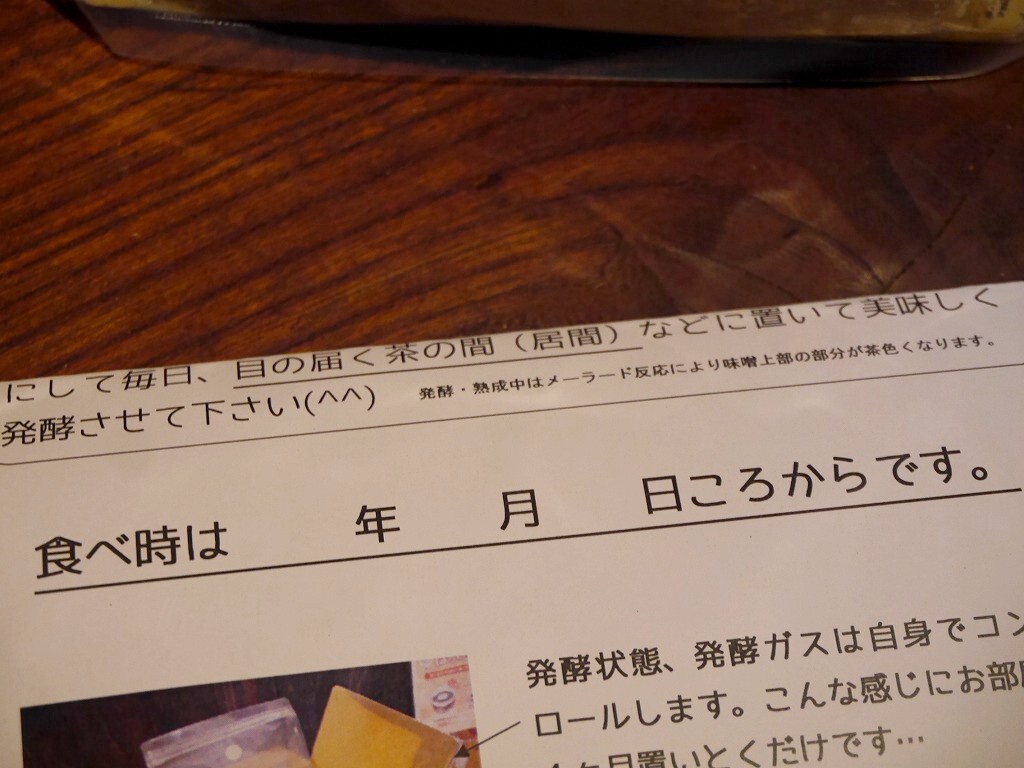 にして毎日、目の届く茶の間（居間）などに置いて美味しく
発酵させて下さい(^^) 発酵・熟成中はメーラード反応により味噌上部の部分が茶色くなります。
食べ時は 年 月 日ころからです。
発酵状態、発酵ガスは自身でコン
ロールします。こんな感じにお部
月置いとくだけです…